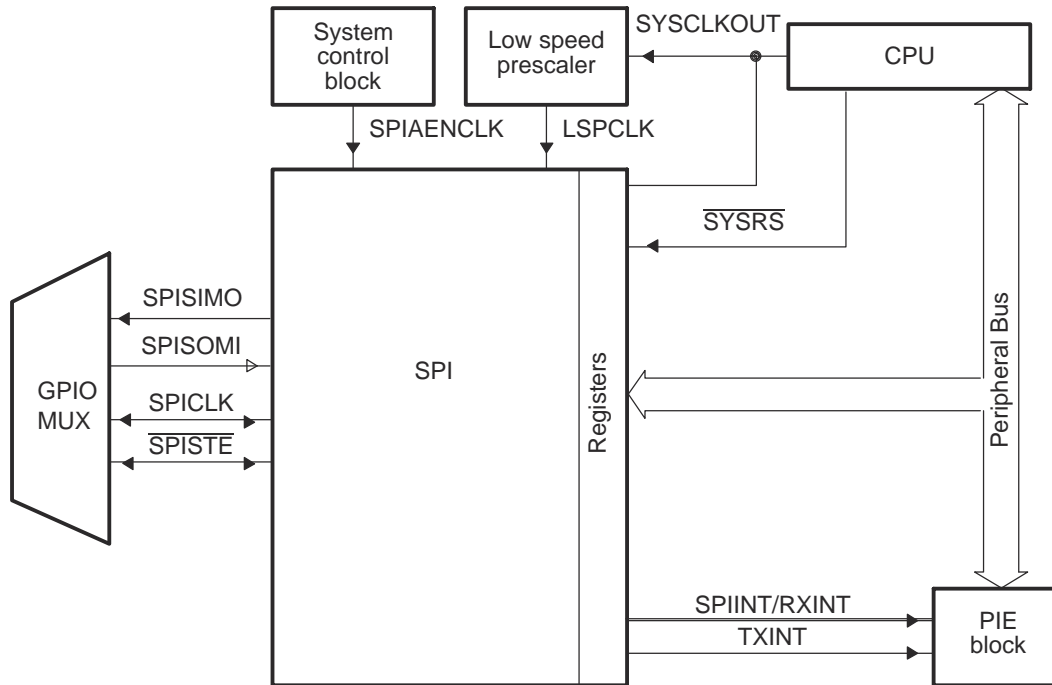 System
control
block
Low speed
prescaler
SYSCLKOUT
CPU
SPIAENCLK
LSPCLK
SYSRS
SPISIMO
SPISOMI
SPICLK
SPISTE
GPIO
MUX
SPI
Registers
Peripheral Bus
SPIINT/RXINT
TXINT
PIE
block